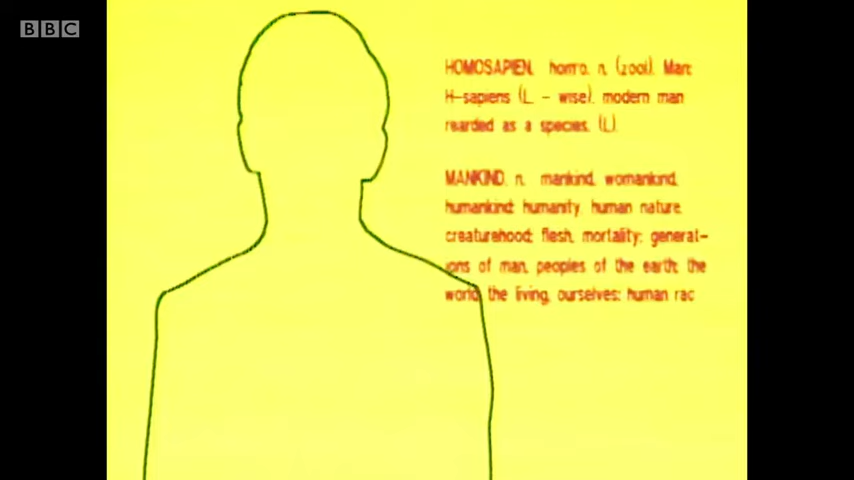 BBC
HOMOSAPIEN. homo. n. (zool). Man:
H-sapiens (L. - wise). modern man
rearded as a species. (L).
MANKIND. n. mankind, womankind,
humankind; humanity, human nature,
creaturehood; flesh, mortality; generat-
ions of man, peoples of the earth; the
world, the living, ourselves; human rac